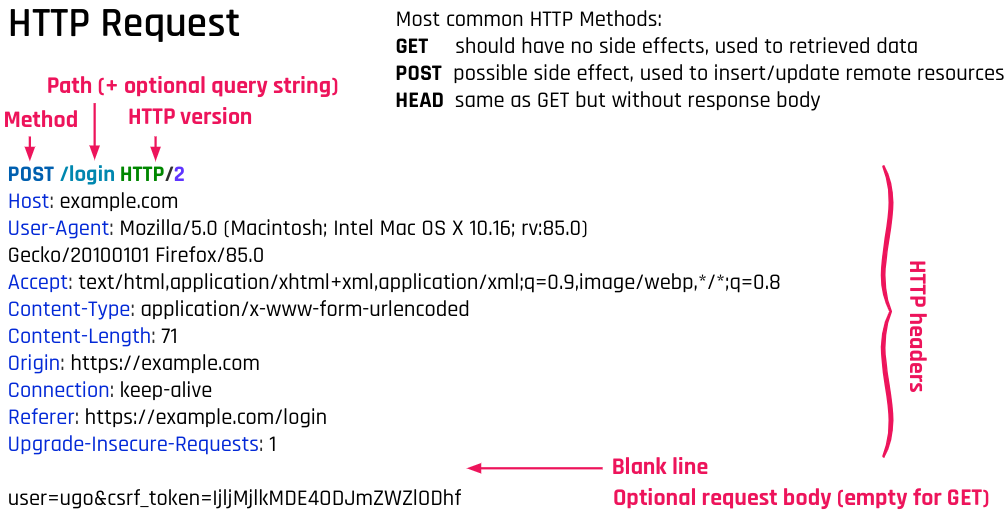 HTTP Request
Most common HTTP Methods:
GET should have no side effects, used to retrieved data
POST possible side effect, used to insert/update remote resources
HEAD same as GET but without response body
Path (+ optional query string)
Method
HTTP version
POST /login HTTP/2
Host: example.com
User-Agent: Mozilla/5.0 (Macintosh; Intel Mac OS X 10.16; rv:85.0)
Gecko/20100101 Firefox/85.0
Accept: text/html,application/xhtml+xml,application/xml;q=0.9,image/webp,*/*;q=0.8
Content-Type: application/x-www-form-urlencoded
Content-Length: 71
Origin: https://example.com
Connection: keep-alive
Referer: https://example.com/login
Upgrade-Insecure-Requests: 1
HTTP headers
Blank line
user=ugo&csrf_token=IjljMjlkMDE4ODJmZWZlODhf
Optional request body (empty for GET)